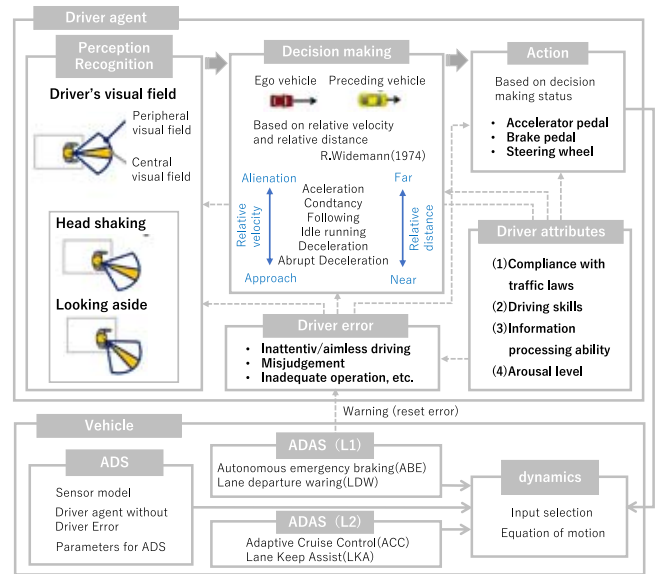 Driver agent
Perception
Recognition
Driver's visual field
Peripheral
visual field
Central
visual field
Head shaking
Looking aside
Decision making
Ego vehicle
Preceding vehicle
Based on relative velocity
and relative distance
R.Widemann(1974)
Alienation
Far
Relative
velocity
Aceleration
Condtancy
Following
Idle running
Deceleration
Abrupt Deceleration
Relative
distance
Approach
Near
Action
Based on decision
making status
• Accelerator pedal
• Brake pedal
• Steering wheel
Driver attributes
(1)Compliance with
traffic laws
(2)Driving skills
(3)Information
processing ability
(4)Arousal level
Driver error
• Inattentiv/aimless driving
• Misjudgement
• Inadequate operation, etc.
Warning (reset error)
Vehicle
ADS
Sensor model
Driver agent without
Driver Error
Parameters for ADS
ADAS (L1)
Autonomous emergency braking(ABE)
Lane departure waring(LDW)
ADAS (L2)
Adaptive Cruise Control(ACC)
Lane Keep Assist(LKA)
dynamics
Input selection
Equation of motion